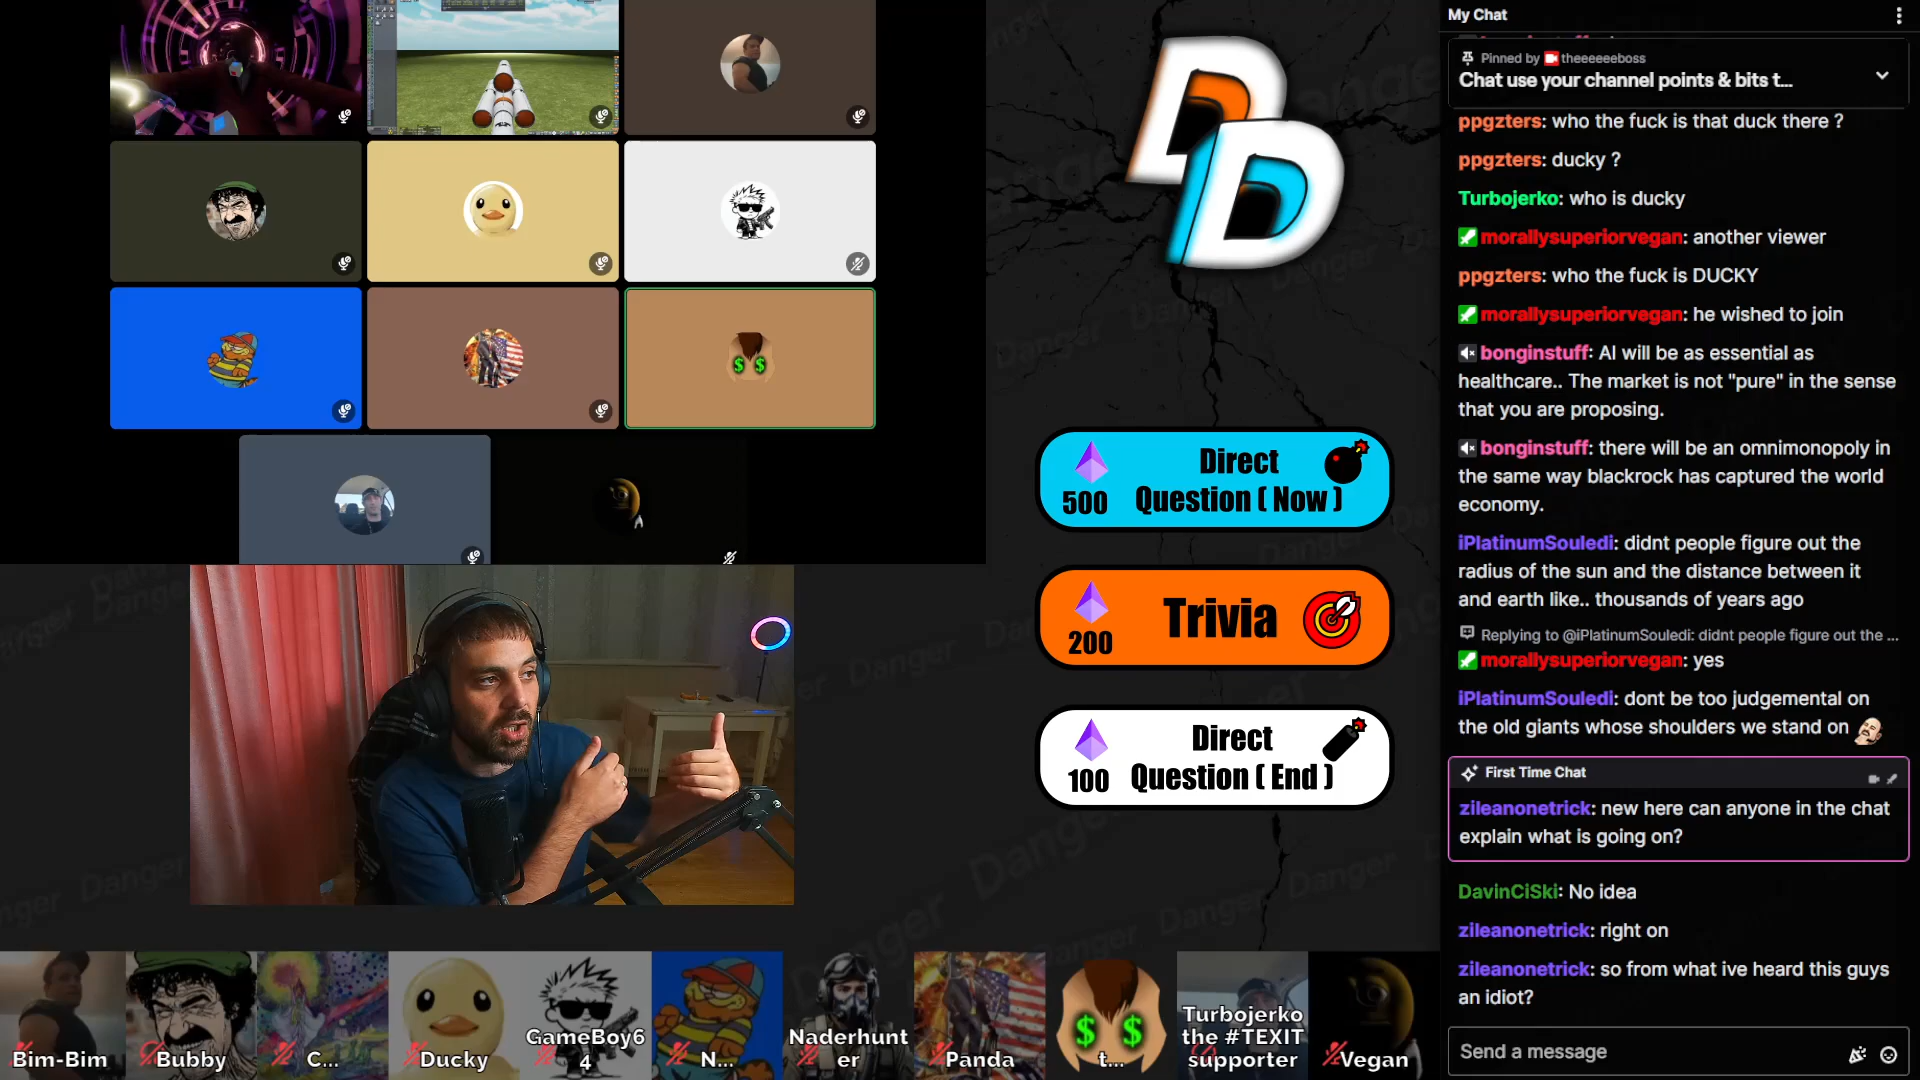 My Chat
Pinned by theeeeeeboss
Chat use your channel points & bits t...
ppgzters: who the fuck is that duck there ?
ppgzters: ducky ?
Turbojerko: who is ducky
morallysuperiorvegan: another viewer
ppgzters: who the fuck is DUCKY
morallysuperiorvegan: he wished to join
bonginstuff: AI will be as essential as
healthcare.. The market is not "pure" in the sense
that you are proposing.
bonginstuff: there will be an omnimonopoly in
the same way blackrock has captured the world
economy.
iPlatinumSouledi: didnt people figure out the
radius of the sun and the distance between it
and earth like.. thousands of years ago
Replying to @iPlatinumSouledi: didnt people figure out the ...
morallysuperiorvegan: yes
iPlatinumSouledi: dont be too judgemental on
the old giants whose shoulders we stand on
First Time Chat
zileanonetrick: new here can anyone in the chat
explain what is going on?
DavinCiSki: No idea
zileanonetrick: right on
zileanonetrick: so from what ive heard this guys
an idiot?
Send a message
DD
500
Direct
Question ( Now )
200
Trivia
100
Direct
Question ( End )
Danger
Bim-Bim
Bubby
C...
Ducky
GameBoy6
4
N...
Naderhunt
er
Panda
t...
Turbojerko
the #TEXIT
supporter
Vegan